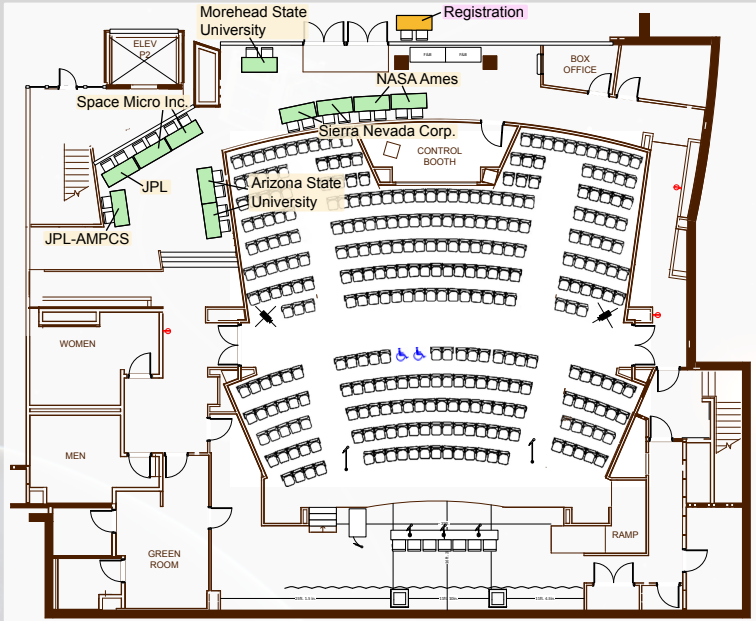 Morehead State
University
Registration
ELEV
P2
F&B
F&B
BOX
OFFICE
NASA Ames
Space Micro Inc.
Sierra Nevada Corp.
CONTROL
BOOTH
JPL
Arizona State
University
JPL-AMPCS
WOMEN
MEN
GREEN
ROOM
RAMP